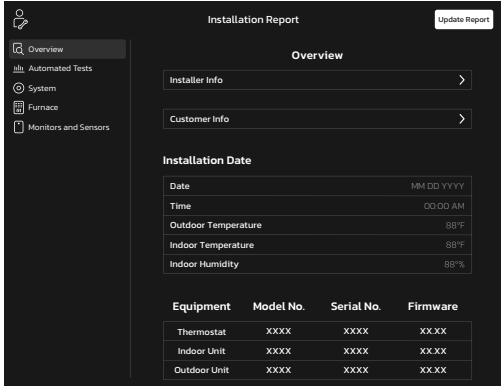 Installation Report
Update Report
Overview
Automated Tests
System
Furnace
Monitors and Sensors
Overview
Installer Info
Customer Info
Installation Date
Date MM DD YYYY
Time 00:00 AM
Outdoor Temperature 88°F
Indoor Temperature 88°F
Indoor Humidity 88°%
Equipment Model No. Serial No. Firmware
Thermostat XXXX XXXX XX.XX
Indoor Unit XXXX XXXX XX.XX
Outdoor Unit XXXX XXXX XX.XX